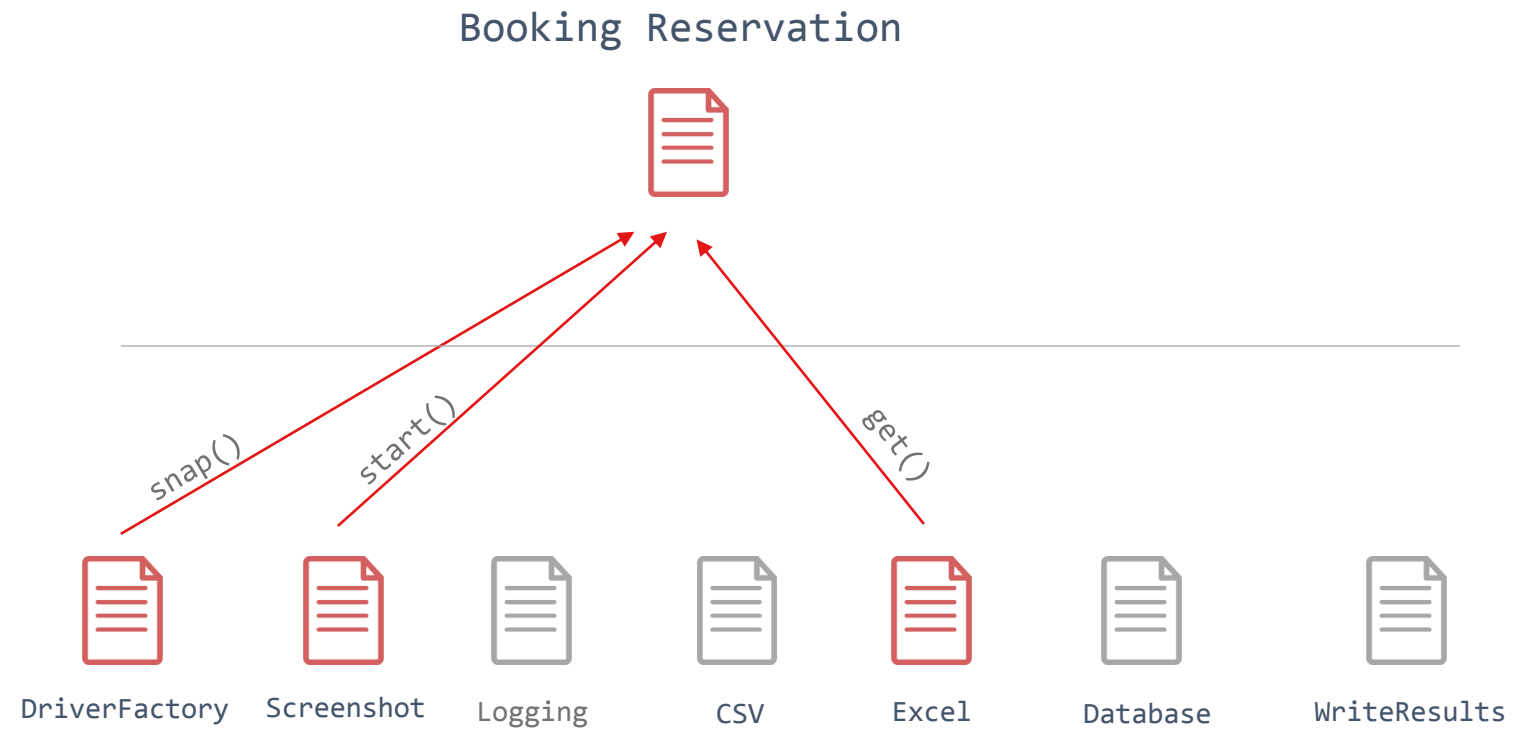 Booking Reservation
snap()
start()
get()
DriverFactory
Screenshot
Logging
CSV
Excel
Database
WriteResults